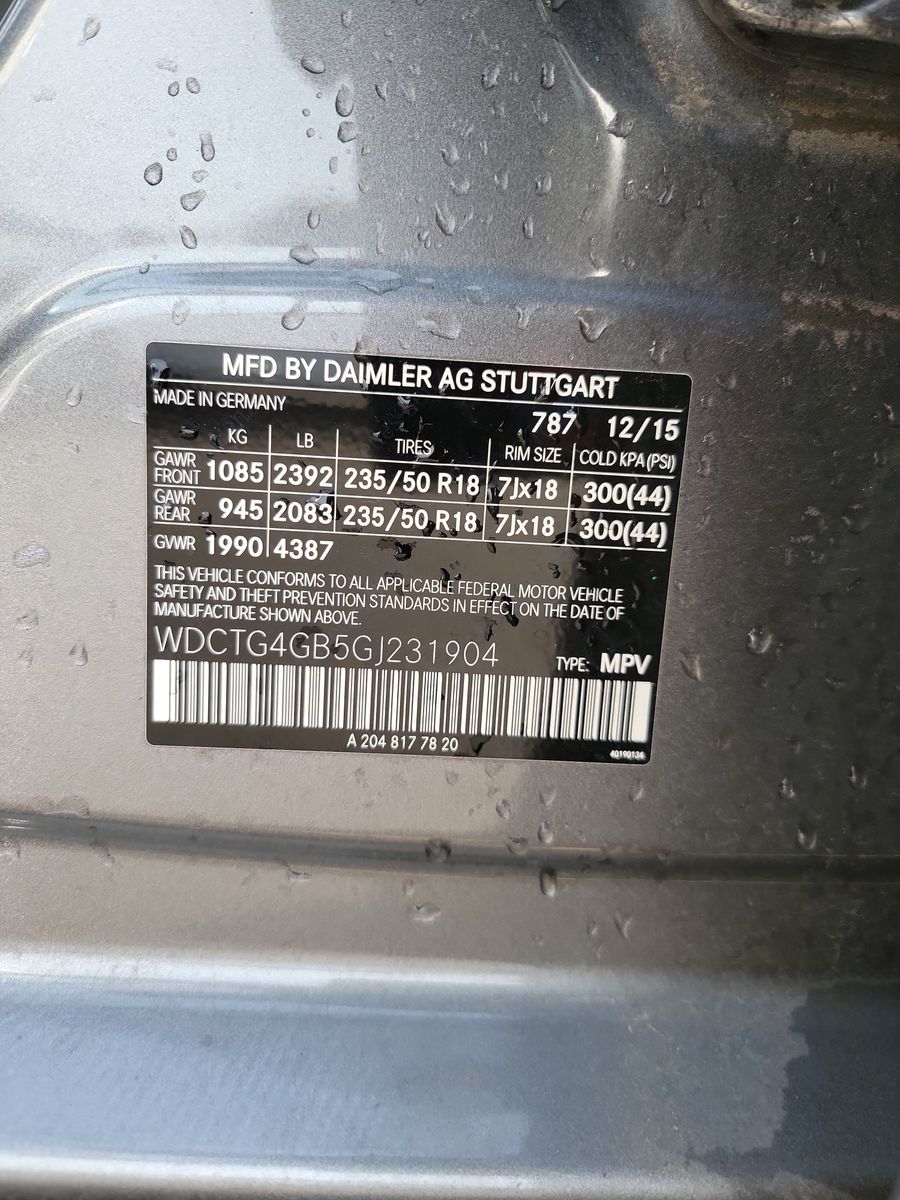 MFD BY DAIMLER AG STUTTGART
MADE IN GERMANY
787 12/15
KG LB TIRES RIM SIZE COLD KPA (PSI)
GAWR FRONT 1085 2392 235/50 R18 7Jx18 300(44)
GAWR REAR 945 2083 235/50 R18 7Jx18 300(44)
GVWR 1990 4387
THIS VEHICLE CONFORMS TO ALL APPLICABLE FEDERAL MOTOR VEHICLE
SAFETY AND THEFT PREVENTION STANDARDS IN EFFECT ON THE DATE OF
MANUFACTURE SHOWN ABOVE.
WDCTG4GB5GJ231904 TYPE: MPV
A 204 817 78 20
40190134